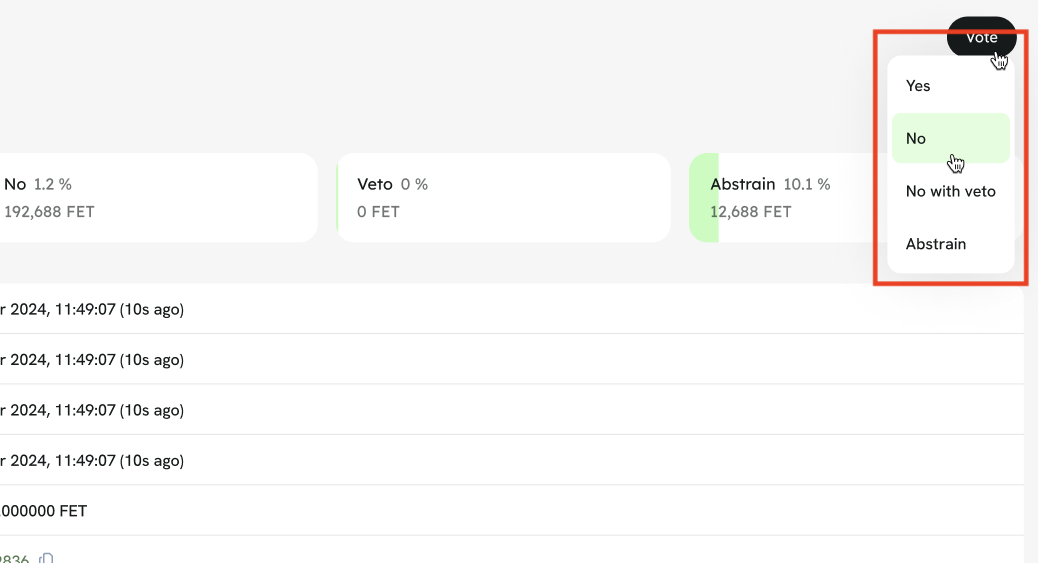 Vote
Yes
No
No with veto
Abstrain
No 1.2 %
192,688 FET
Veto 0 %
0 FET
Abstrain 10.1 %
12,688 FET
r 2024, 11:49:07 (10s ago)
r 2024, 11:49:07 (10s ago)
r 2024, 11:49:07 (10s ago)
r 2024, 11:49:07 (10s ago)
000000 FET
2836